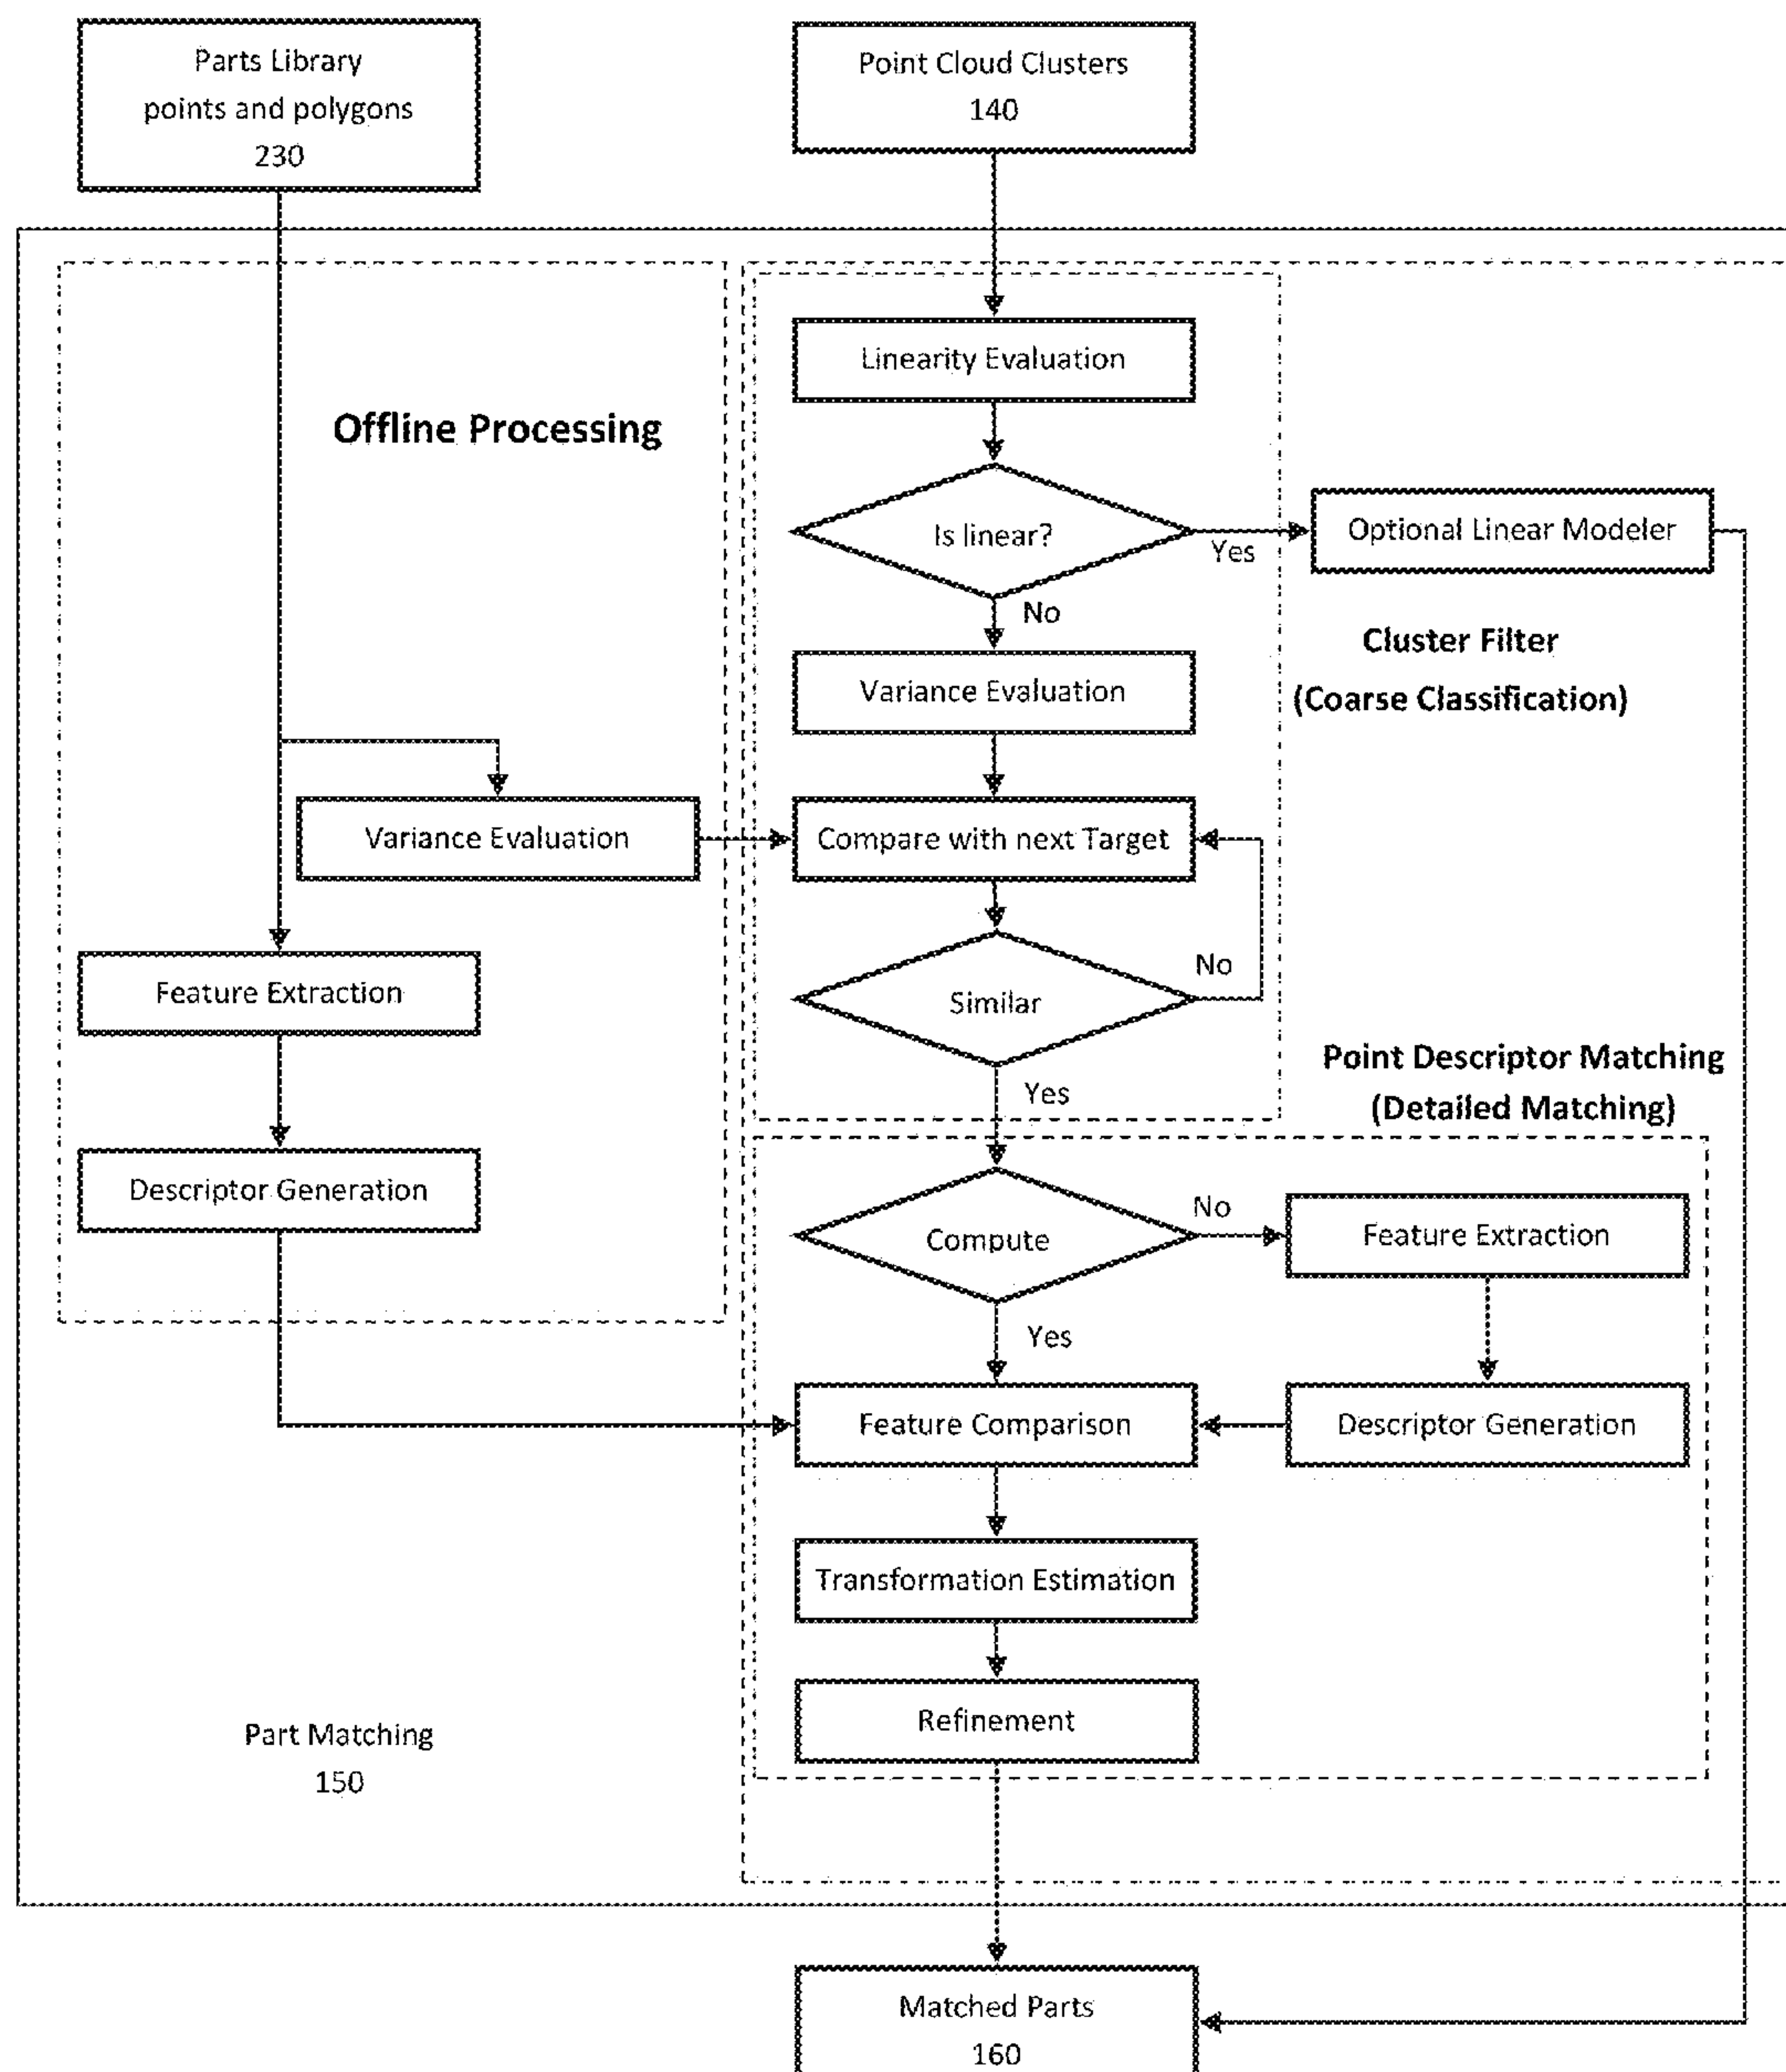 Parts Library
points and polygons
230
Point Cloud Clusters
140
Linearity Evaluation
Offline Processing
Is linear?
Yes
Optional Linear Modeler
No
Cluster Filter
(Coarse Classification)
Variance Evaluation
Variance Evaluation
Compare with next Target
No
Feature Extraction
Similar
Yes
Point Descriptor Matching
(Detailed Matching)
Descriptor Generation
No
Compute
Feature Extraction
Yes
Feature Comparison
Descriptor Generation
Transformation Estimation
Refinement
Part Matching
150
Matched Parts
160